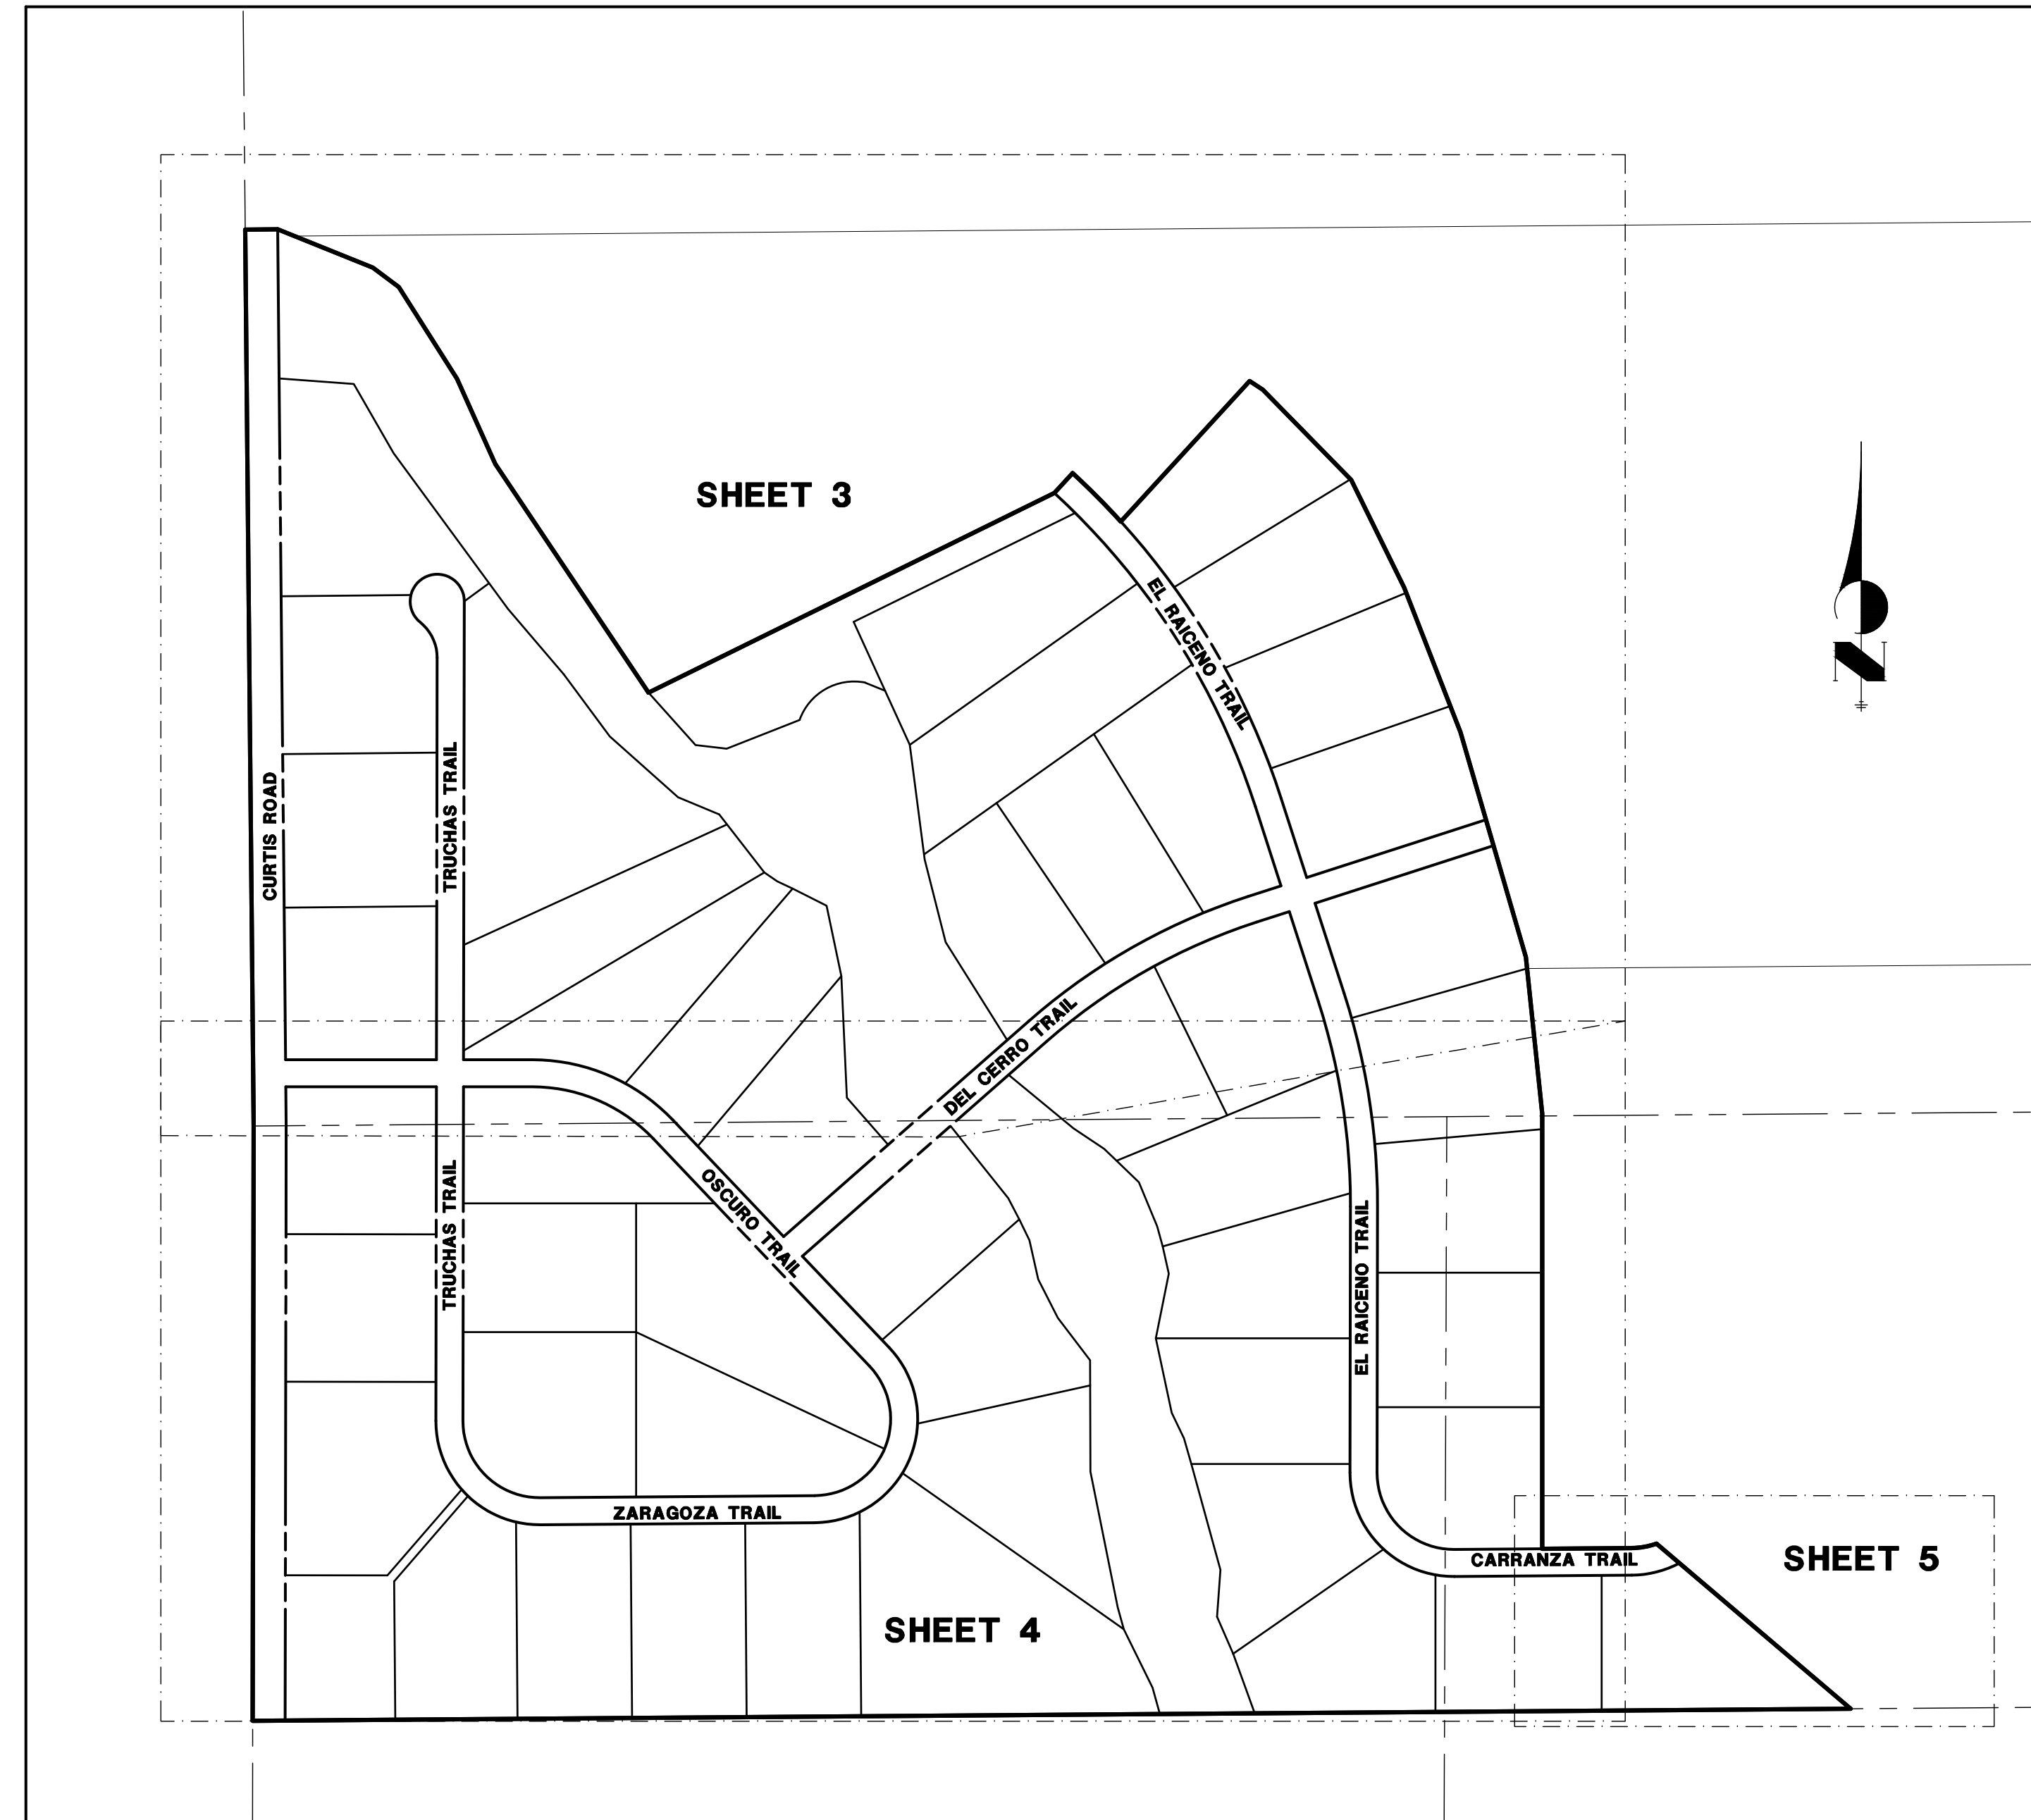 SHEET 3
EL RAICENO TRAIL
N
CURTIS ROAD
TRUCHAS TRAIL
DEL CERRO TRAIL
TRUCHAS TRAIL
OSCURO TRAIL
EL RAICENO TRAIL
ZARAGOZA TRAIL
CARRANZA TRAIL
SHEET 5
SHEET 4